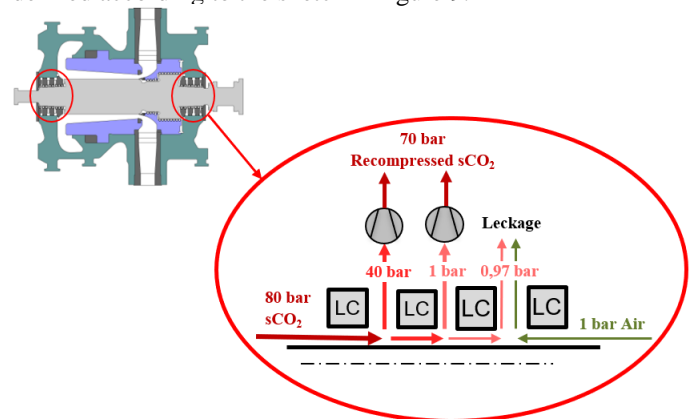 70 bar
Recompressed sCO₂
Leckage
40 bar
1 bar
0,97 bar
80 bar
sCO₂
LC
LC
LC
LC
1 bar Air